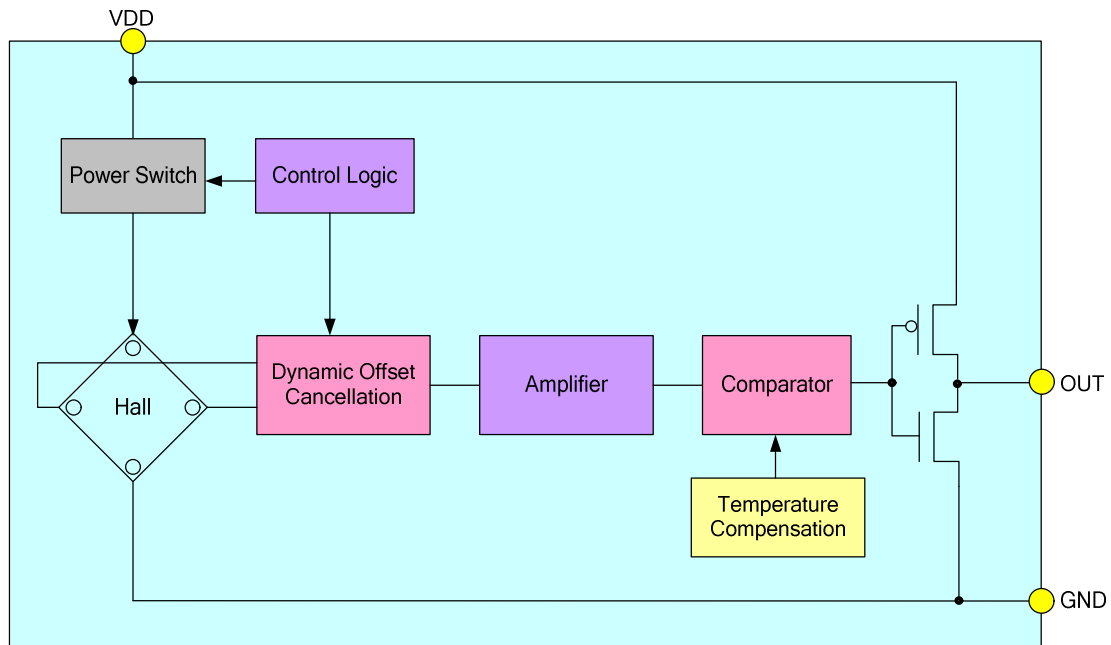 VDD
Power Switch
Control Logic
Hall
Dynamic Offset
Cancellation
Amplifier
Comparator
OUT
Temperature
Compensation
GND